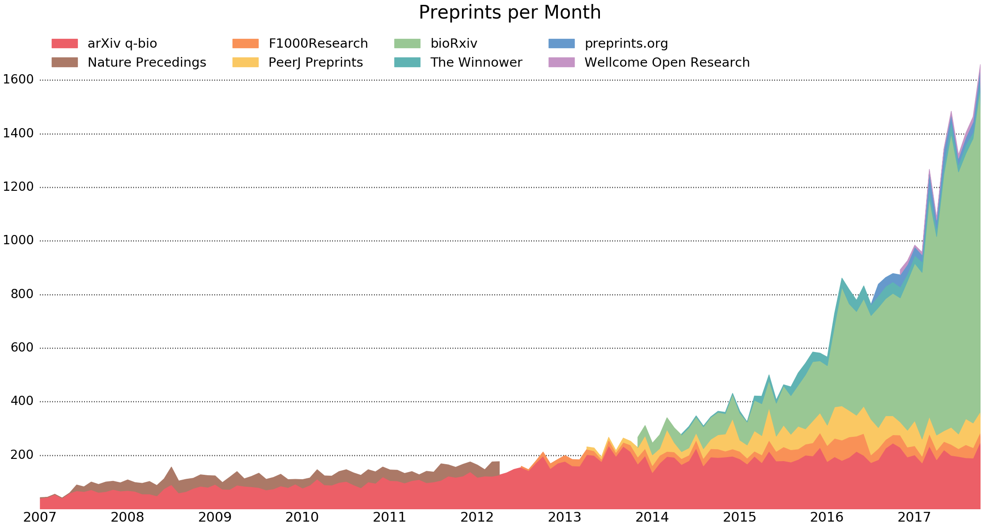 Preprints per Month
arXiv q-bio
F1000Research
bioRxiv
preprints.org
Nature Precedings
PeerJ Preprints
The Winnower
Wellcome Open Research
1600
1400
1200
1000
800
600
400
200
2007 2008 2009 2010 2011 2012 2013 2014 2015 2016 2017